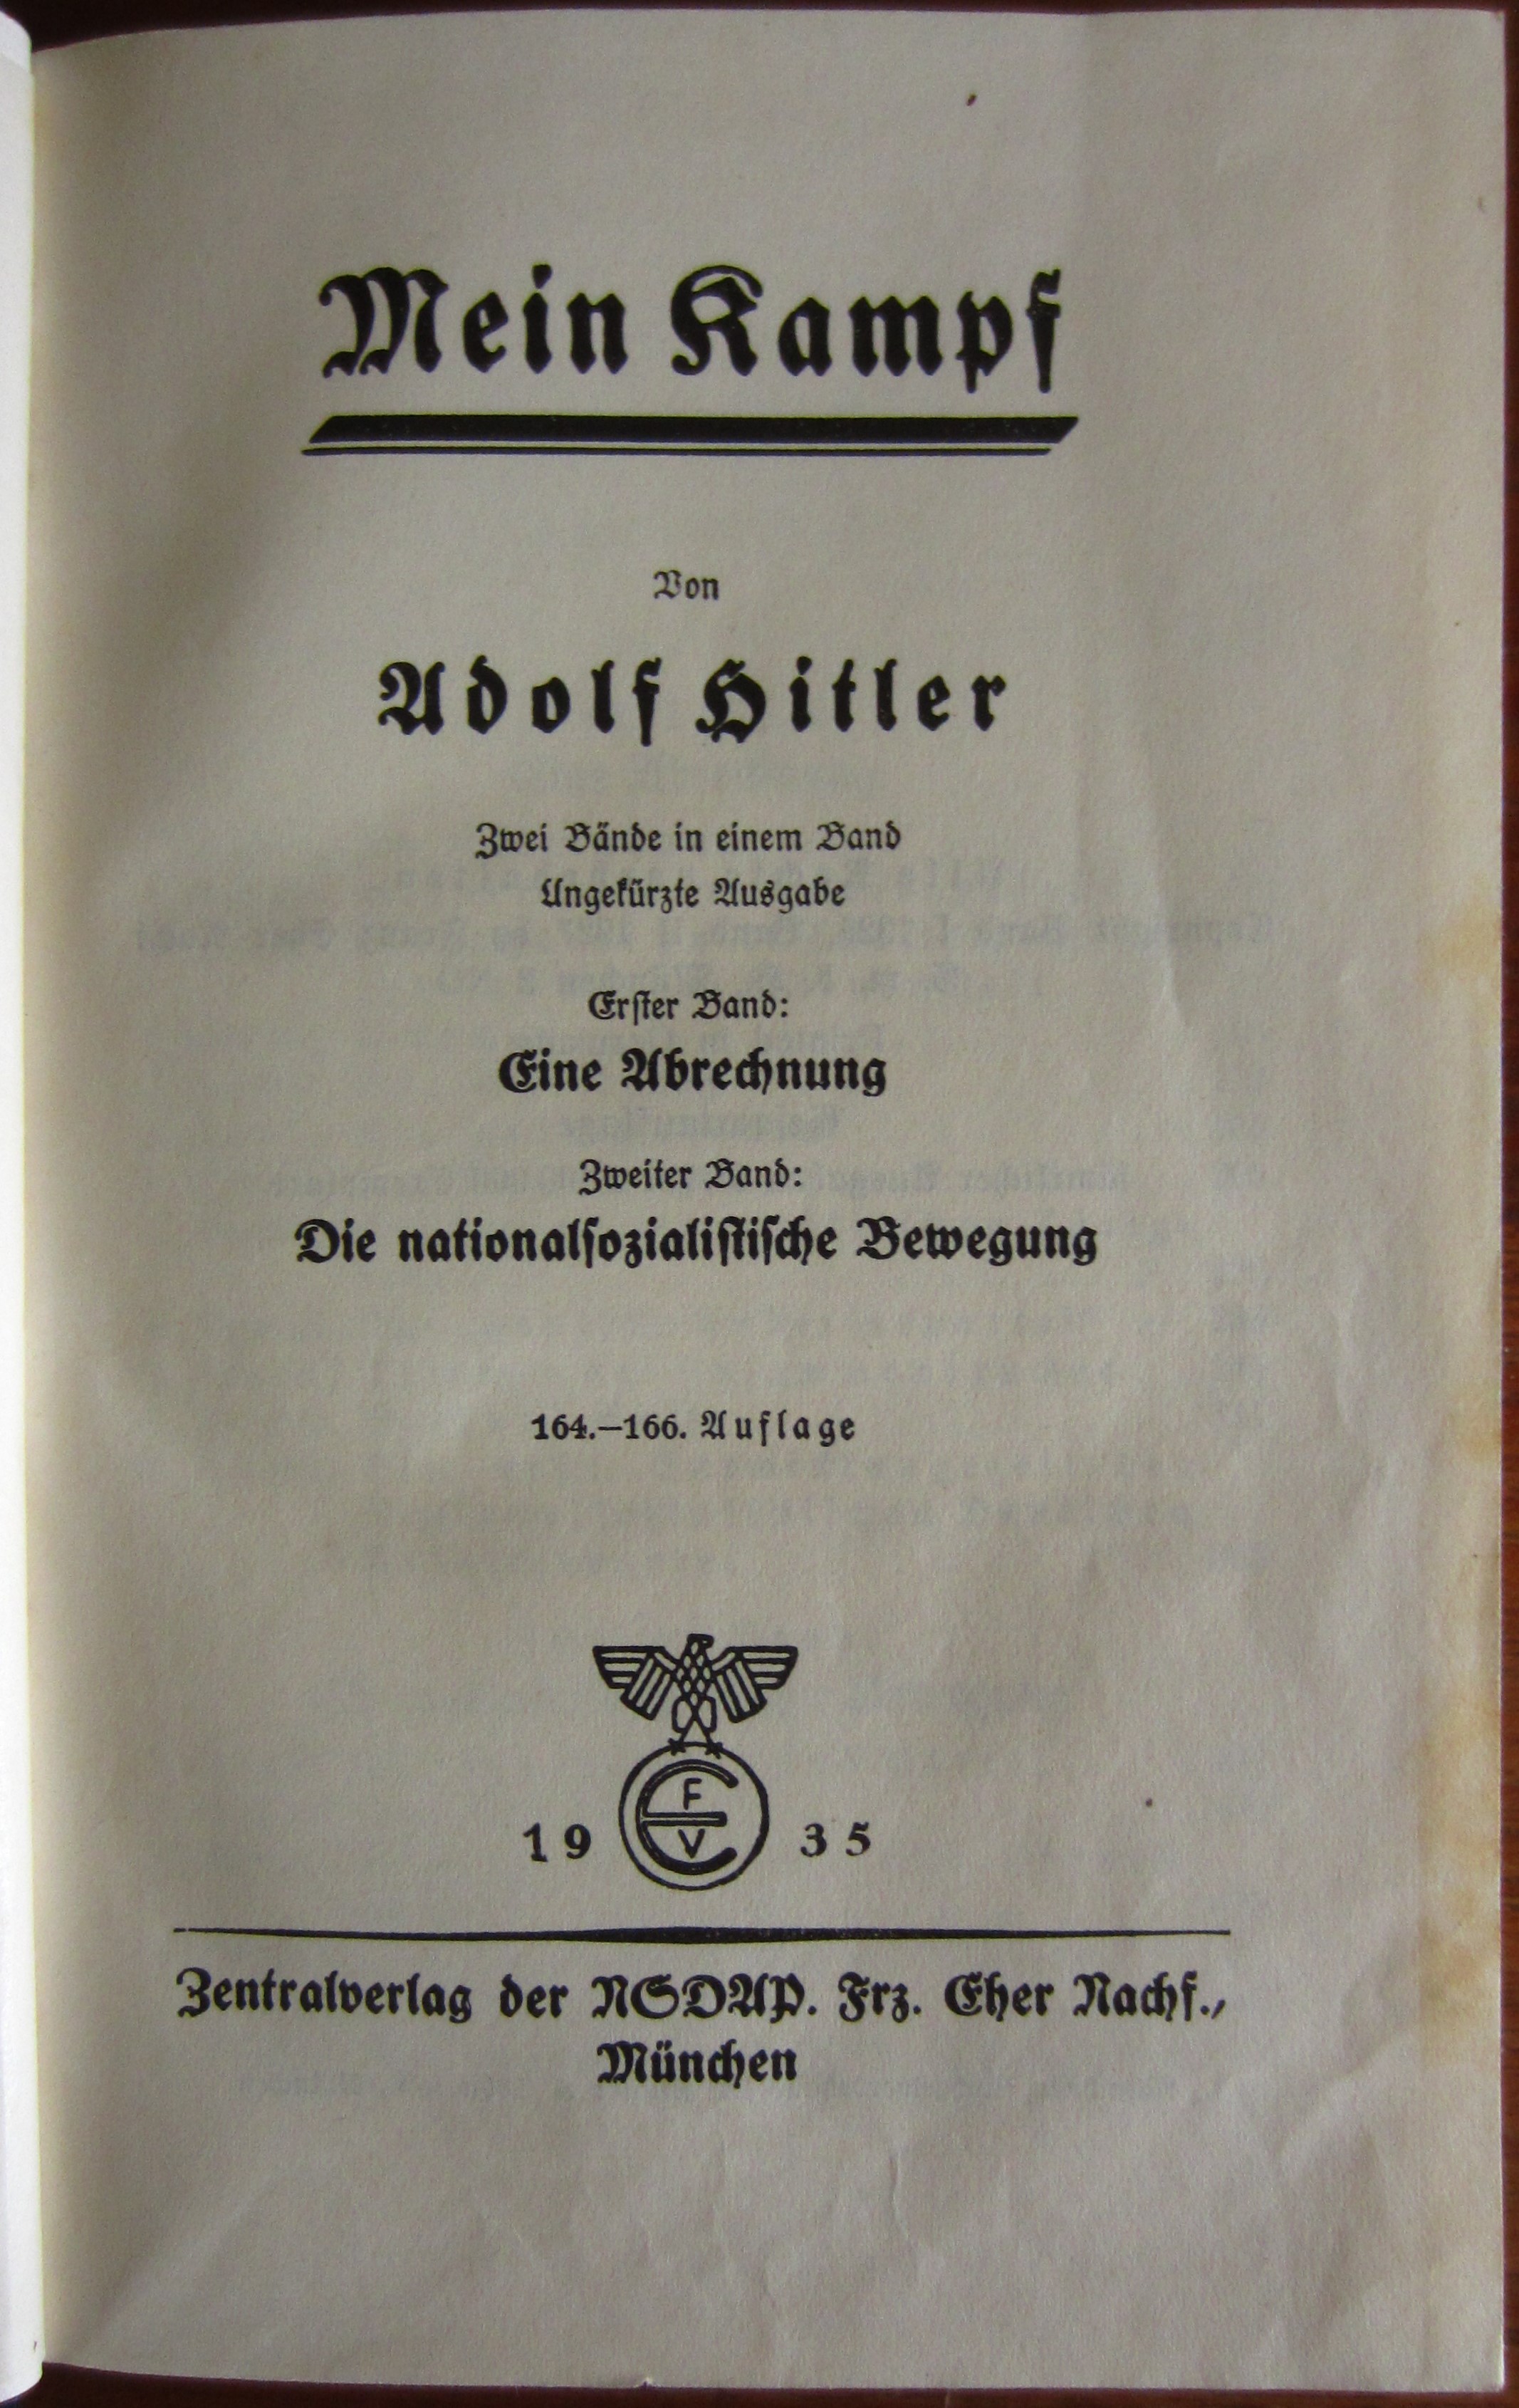 Mein Kampf
Von
Adolf Hitler
Zwei Bände in einem Band
Ungekürzte Ausgabe
Erſter Band:
Eine Abrechnung
Zweiter Band:
Die nationalſozialiſtiſche Bewegung
164.—166. Auflage
F
E
V
19 35
Zentralverlag der NSDAP. Frz. Eher Nachf.,
München